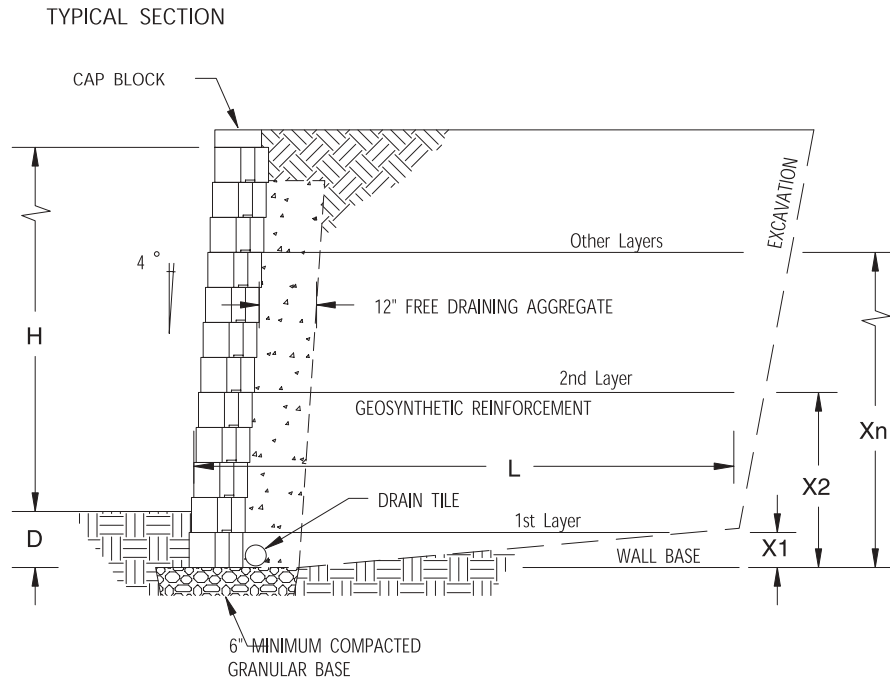 TYPICAL SECTION
CAP BLOCK
EXCAVATION
Other Layers
4 °
12" FREE DRAINING AGGREGATE
H
2nd Layer
GEOSYNTHETIC REINFORCEMENT
Xn
L
X2
DRAIN TILE
1st Layer
D
WALL BASE
X1
6" MINIMUM COMPACTED
GRANULAR BASE